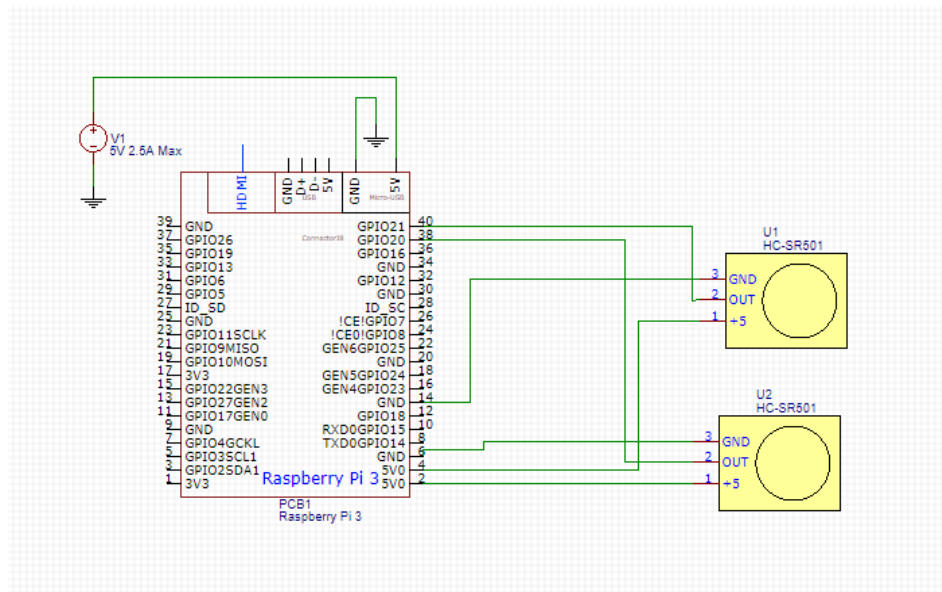 V1
5V 2.5A Max
HDMI
GND
D+
D-
5V
USB
GND
5V
Micro-USB
Connector38
39 GND
37 GPIO26
35 GPIO19
33 GPIO13
31 GPIO6
29 GPIO5
27 ID_SD
25 GND
23 GPIO11SCLK
21 GPIO9MISO
19 GPIO10MOSI
17 3V3
15 GPIO22GEN3
13 GPIO27GEN2
11 GPIO17GEN0
9 GND
7 GPIO4GCKL
5 GPIO3SCL1
3 GPIO2SDA1
1 3V3
GPIO21 40
GPIO20 38
GPIO16 36
GND 34
GPIO12 32
GND 30
ID_SC 28
!CE!GPIO7 26
!CE0!GPIO8 24
GEN6GPIO25 22
GND 20
GEN5GPIO24 18
GEN4GPIO23 16
GND 14
GPIO18 12
RXD0GPIO15 10
TXD0GPIO14 8
GND 6
5V0 4
5V0 2
Raspberry Pi 3
PCB1
Raspberry Pi 3
U1
HC-SR501
3 GND
2 OUT
1 +5
U2
HC-SR501
3 GND
2 OUT
1 +5